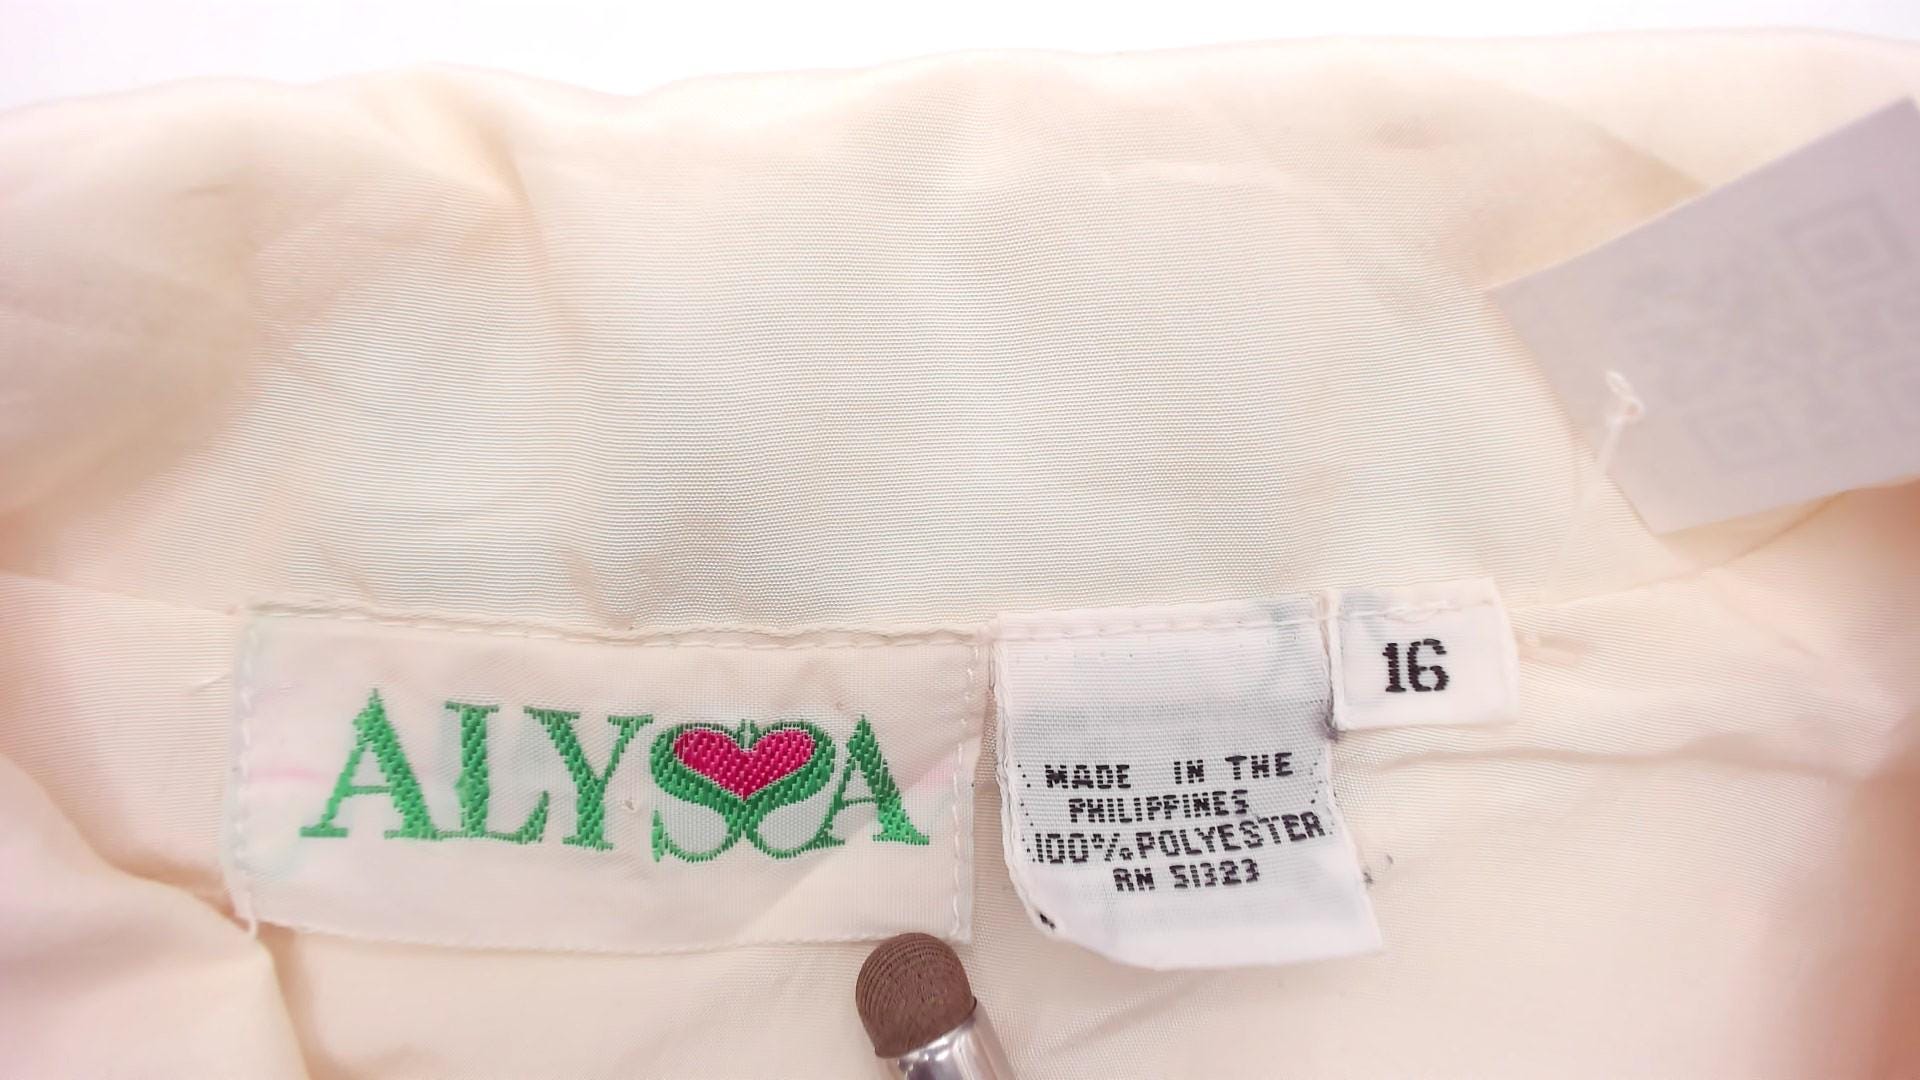 ALYSSA
MADE IN THE
PHILIPPINES
100% POLYESTER
RN 51323
16